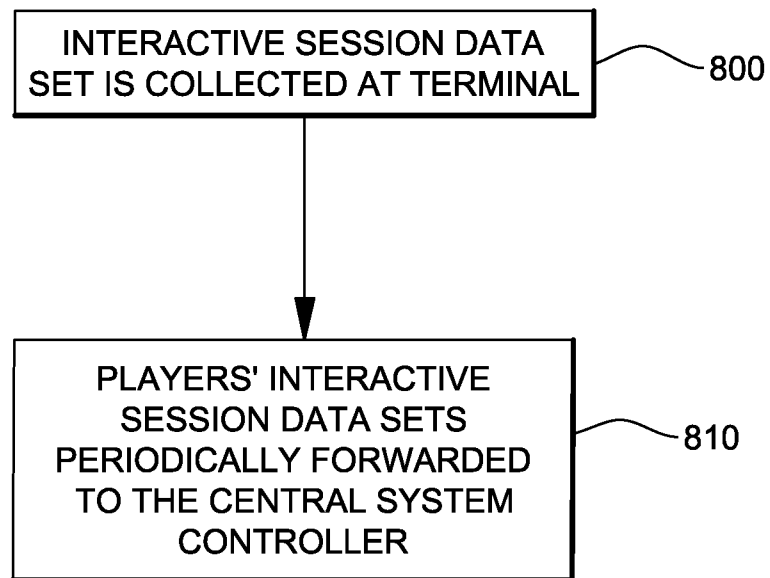 INTERACTIVE SESSION DATA
SET IS COLLECTED AT TERMINAL
800
PLAYERS' INTERACTIVE
SESSION DATA SETS
PERIODICALLY FORWARDED
TO THE CENTRAL SYSTEM
CONTROLLER
810